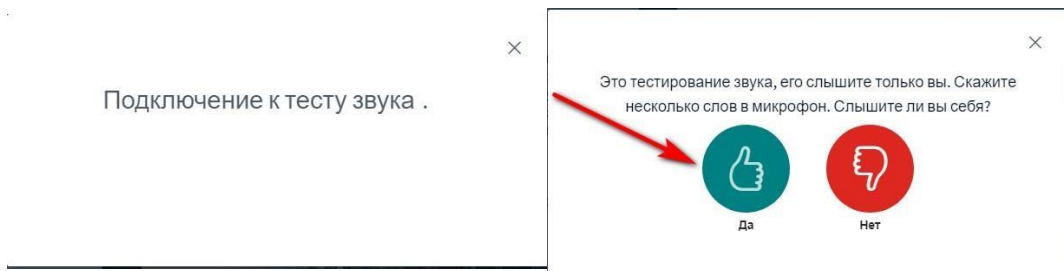 Подключение к тесту звука .
Это тестирование звука, его слышите только вы. Скажите
несколько слов в микрофон. Слышите ли вы себя?
Да
Нет